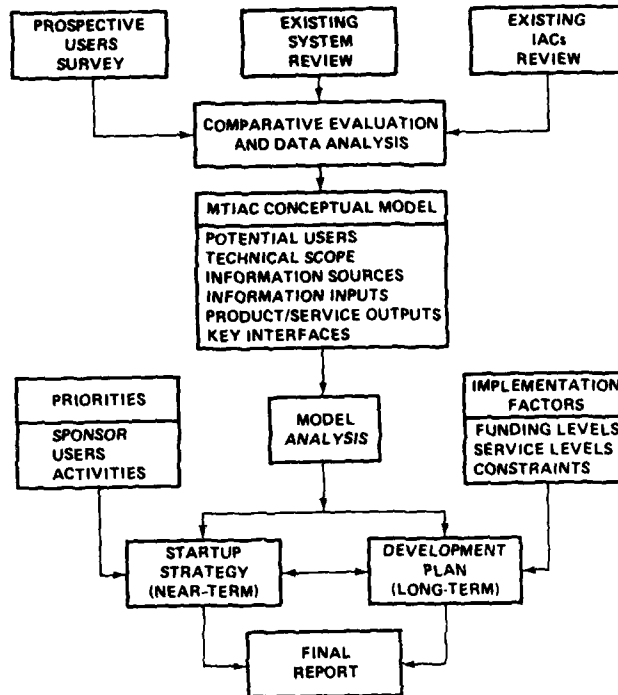 PROSPECTIVE
USERS
SURVEY
EXISTING
SYSTEM
REVIEW
EXISTING
IACs
REVIEW
COMPARATIVE EVALUATION
AND DATA ANALYSIS
MTIAC CONCEPTUAL MODEL
POTENTIAL USERS
TECHNICAL SCOPE
INFORMATION SOURCES
INFORMATION INPUTS
PRODUCT/SERVICE OUTPUTS
KEY INTERFACES
PRIORITIES
SPONSOR
USERS
ACTIVITIES
MODEL
ANALYSIS
IMPLEMENTATION
FACTORS
FUNDING LEVELS
SERVICE LEVELS
CONSTRAINTS
STARTUP
STRATEGY
(NEAR-TERM)
DEVELOPMENT
PLAN
(LONG-TERM)
FINAL
REPORT